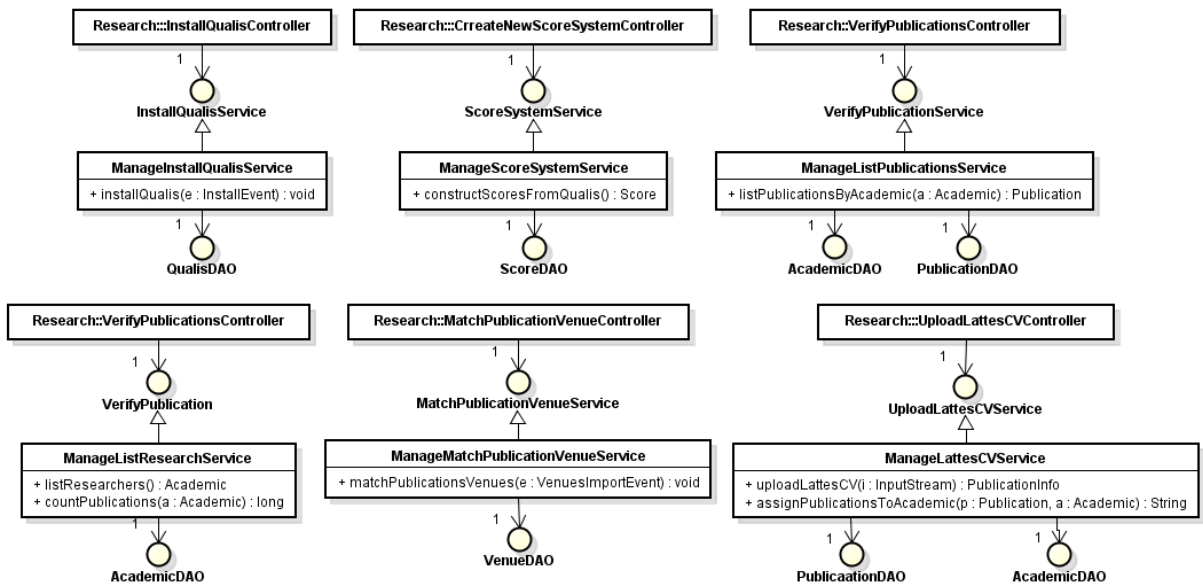 Research:::InstallQualisController
1
InstallQualisService
ManageInstallQualisService
+ installQualis(e : InstallEvent) : void
1
QualisDAO
Research:::CrreateNewScoreSystemController
1
ScoreSystemService
ManageScoreSystemService
+ constructScoresFromQualis() : Score
1
ScoreDAO
Research:::VerifyPublicationsController
1
VerifyPublicationService
ManageListPublicationsService
+ listPublicationsByAcademic(a : Academic) : Publication
1
1
AcademicDAO
PublicationDAO
Research::VerifyPublicationsController
1
VerifyPublication
ManageListResearchService
+ listResearchers() : Academic
+ countPublications(a : Academic) : long
1
AcademicDAO
Research::MatchPublicationVenueController
1
MatchPublicationVenueService
ManageMatchPublicationVenueService
+ matchPublicationsVenues(e : VenuesImportEvent) : void
1
VenueDAO
Research:::UploadLattesCVController
1
UploadLattesCVService
ManageLattesCVService
+ uploadLattesCV(i : InputStream) : PublicationInfo
+ assignPublicationsToAcademic(p : Publication, a : Academic) : String
1
1
PublicaationDAO
AcademicDAO